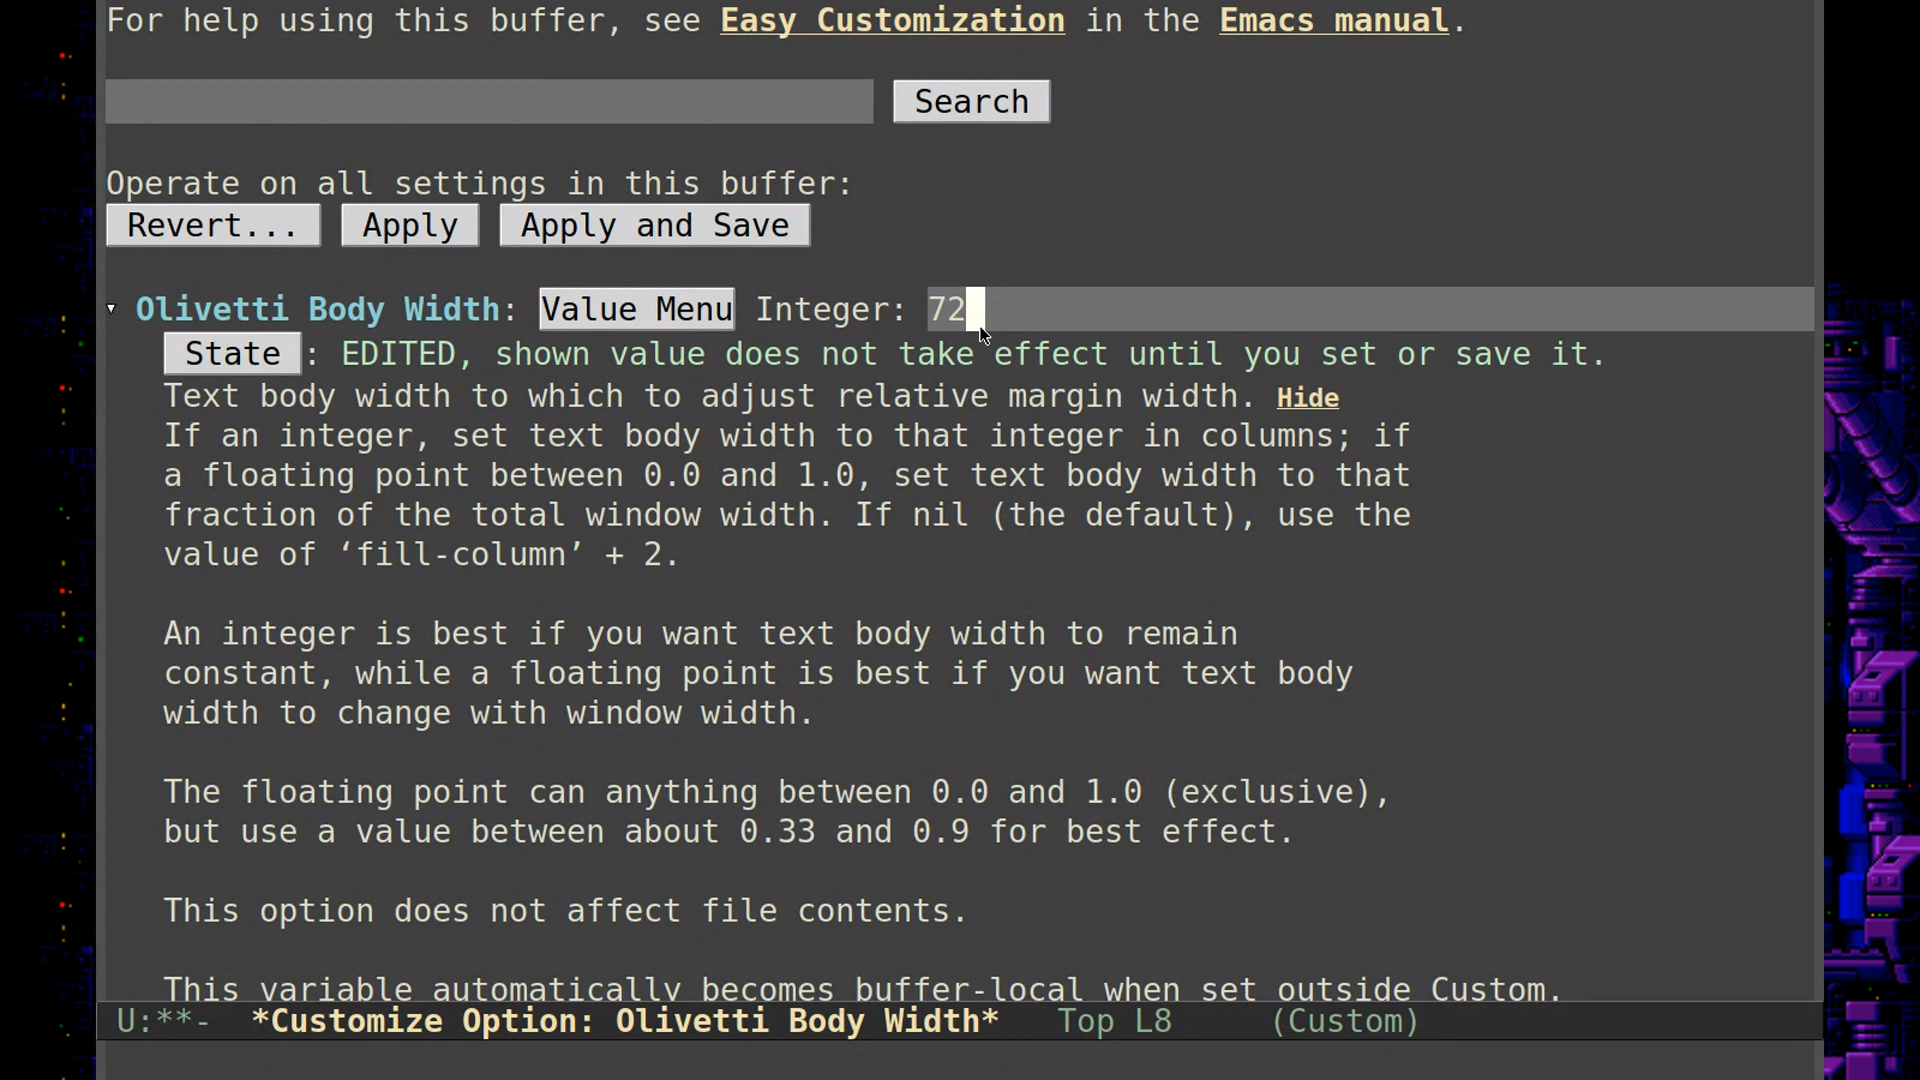 For help using this buffer, see Easy Customization in the Emacs manual.
Search
Operate on all settings in this buffer:
Revert... Apply Apply and Save
▾ Olivetti Body Width: Value Menu Integer: 72
State : EDITED, shown value does not take effect until you set or save it.
Text body width to which to adjust relative margin width. Hide
If an integer, set text body width to that integer in columns; if
a floating point between 0.0 and 1.0, set text body width to that
fraction of the total window width. If nil (the default), use the
value of ‘fill-column’ + 2.
An integer is best if you want text body width to remain
constant, while a floating point is best if you want text body
width to change with window width.
The floating point can anything between 0.0 and 1.0 (exclusive),
but use a value between about 0.33 and 0.9 for best effect.
This option does not affect file contents.
This variable automatically becomes buffer-local when set outside Custom.
U:**- *Customize Option: Olivetti Body Width* Top L8 (Custom)